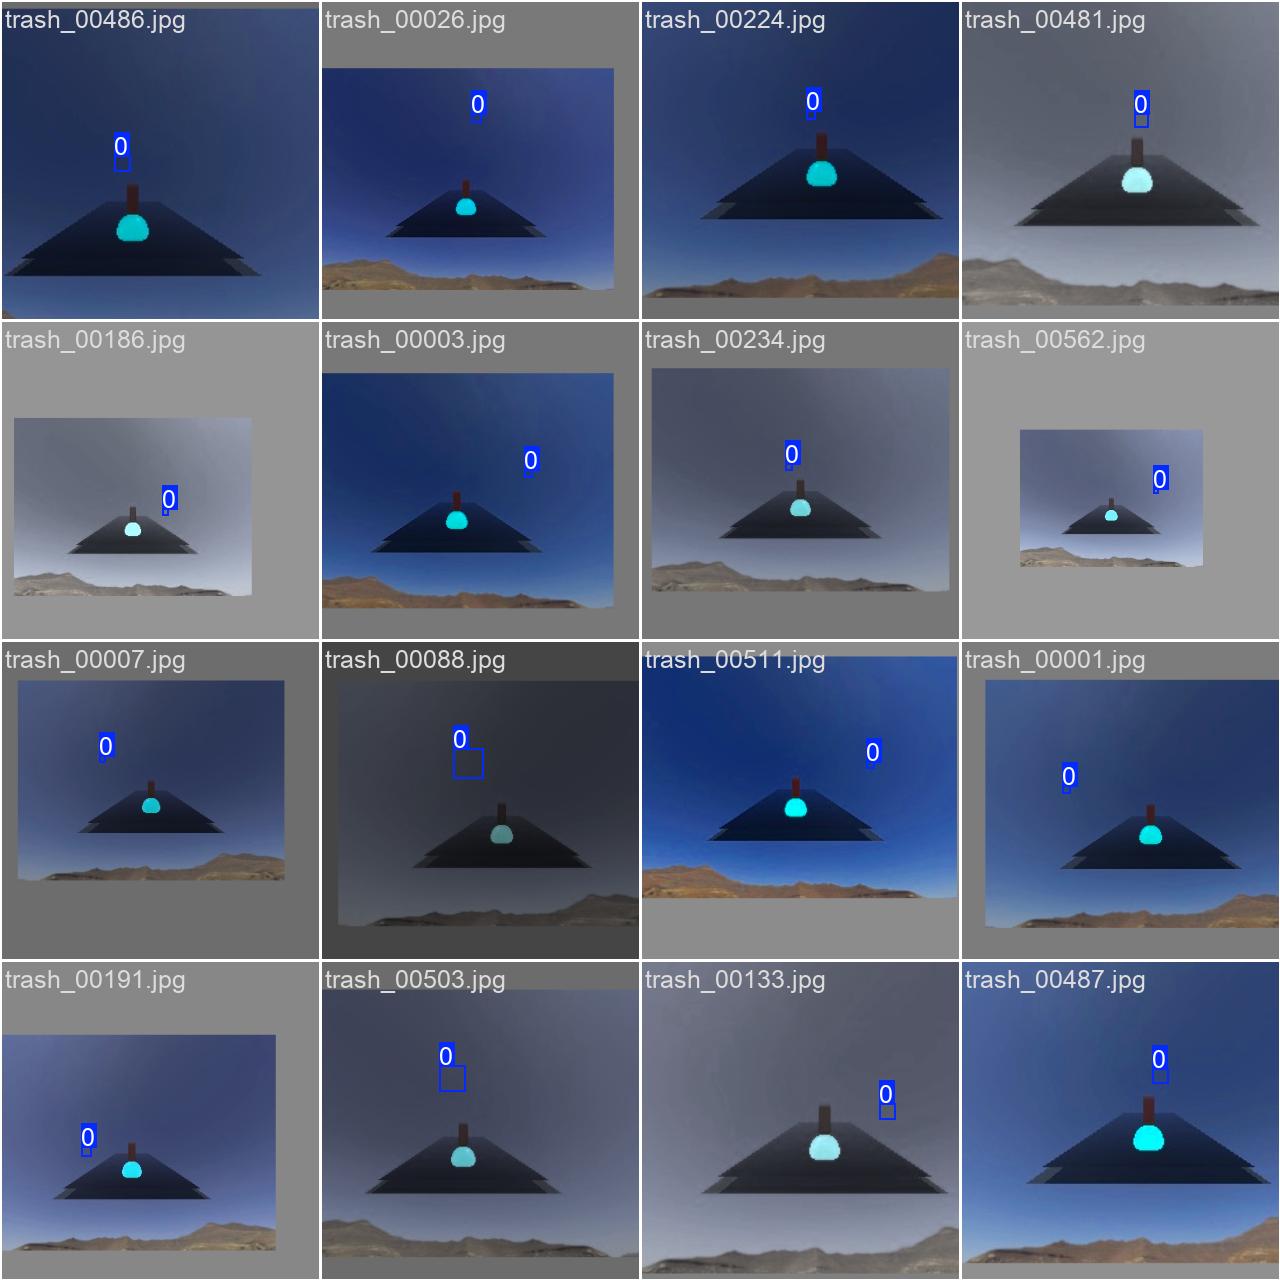 trash_00486.jpg
0
trash_00026.jpg
0
trash_00224.jpg
0
trash_00481.jpg
0
trash_00186.jpg
0
trash_00003.jpg
0
trash_00234.jpg
0
trash_00562.jpg
0
trash_00007.jpg
0
trash_00088.jpg
0
trash_00511.jpg
0
trash_00001.jpg
0
trash_00191.jpg
0
trash_00503.jpg
0
trash_00133.jpg
0
trash_00487.jpg
0